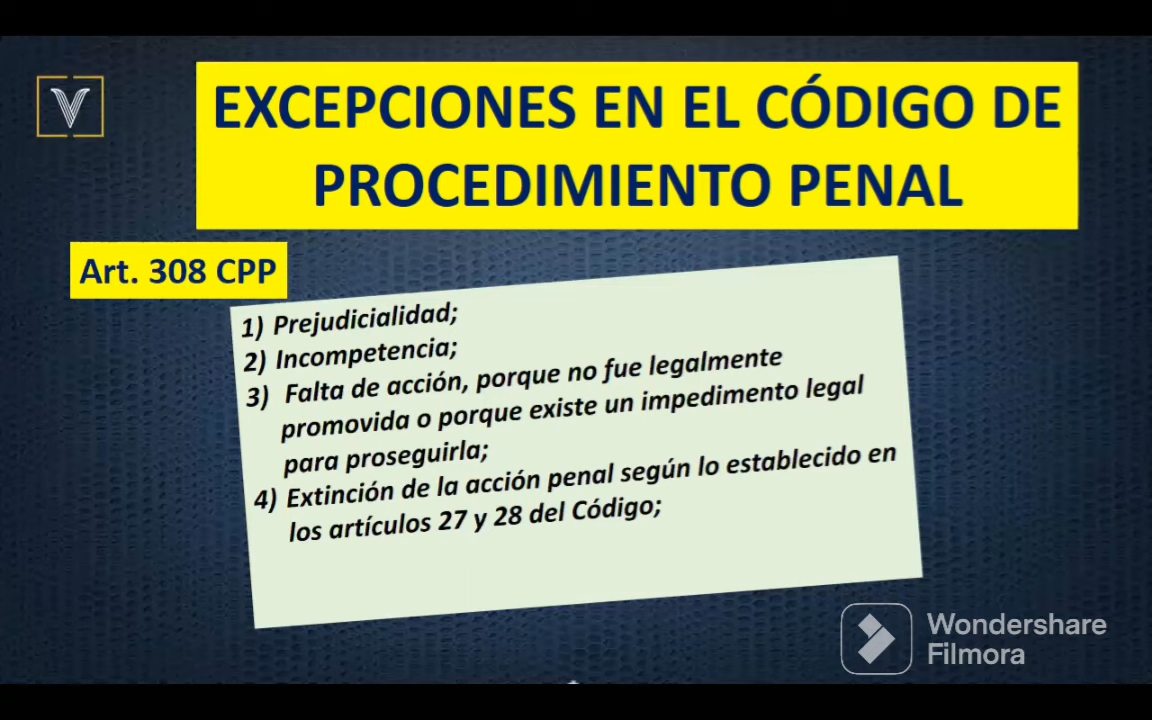 EXCEPCIONES EN EL CÓDIGO DE
PROCEDIMIENTO PENAL
Art. 308 CPP
1) Prejudicialidad;
2) Incompetencia;
3) Falta de acción, porque no fue legalmente
promovida o porque existe un impedimento legal
para proseguirla;
4) Extinción de la acción penal según lo establecido en
los artículos 27 y 28 del Código;
Wondershare
Filmora